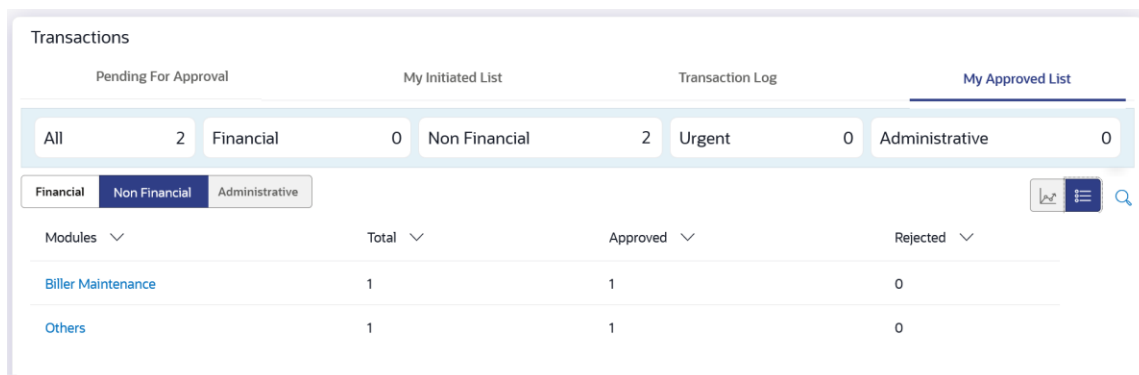 Transactions
Pending For Approval My Initiated List Transaction Log My Approved List
All 2 Financial 0 Non Financial 2 Urgent 0 Administrative 0
Financial Non Financial Administrative
Modules Total Approved Rejected
Biller Maintenance 1 1 0
Others 1 1 0